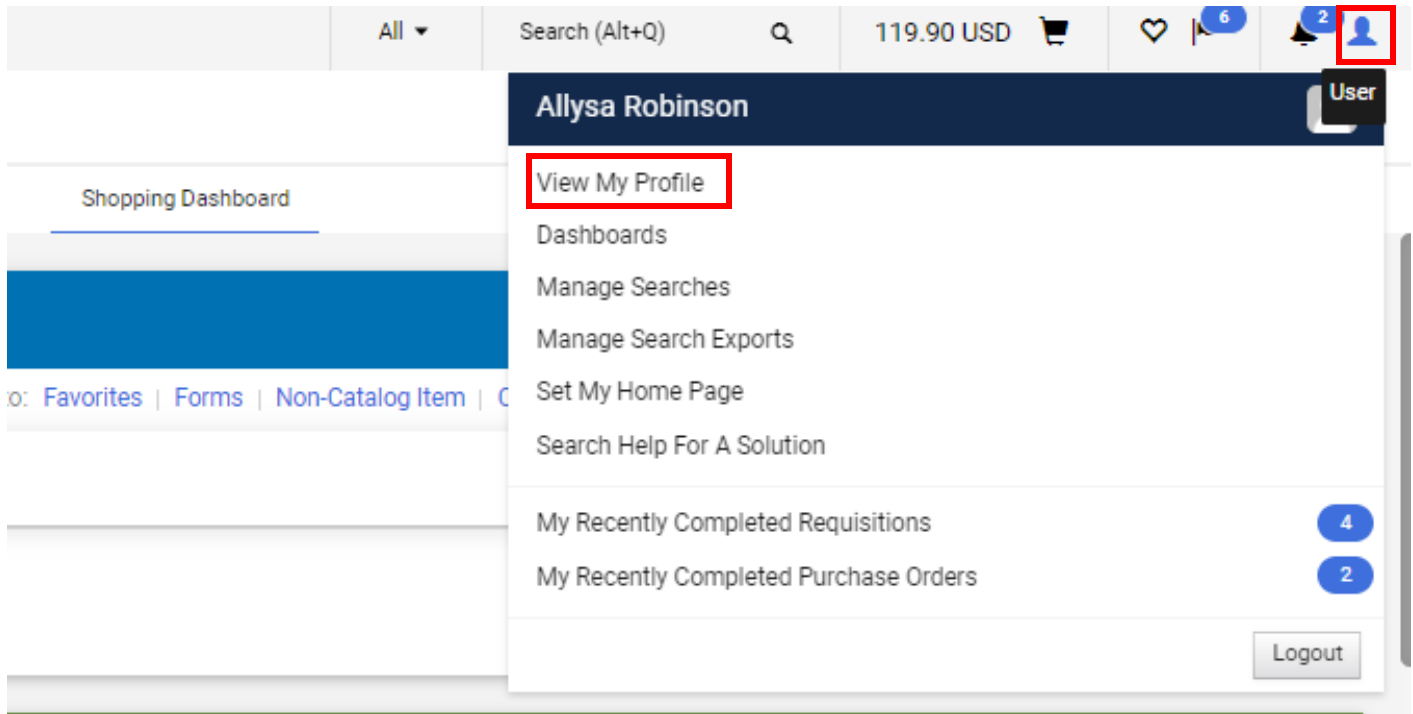 All
Search (Alt+Q)
119.90 USD
6
2
User
Allysa Robinson
View My Profile
Shopping Dashboard
Dashboards
Manage Searches
Manage Search Exports
Favorites | Forms | Non-Catalog Item |
Set My Home Page
Search Help For A Solution
My Recently Completed Requisitions 4
My Recently Completed Purchase Orders 2
Logout